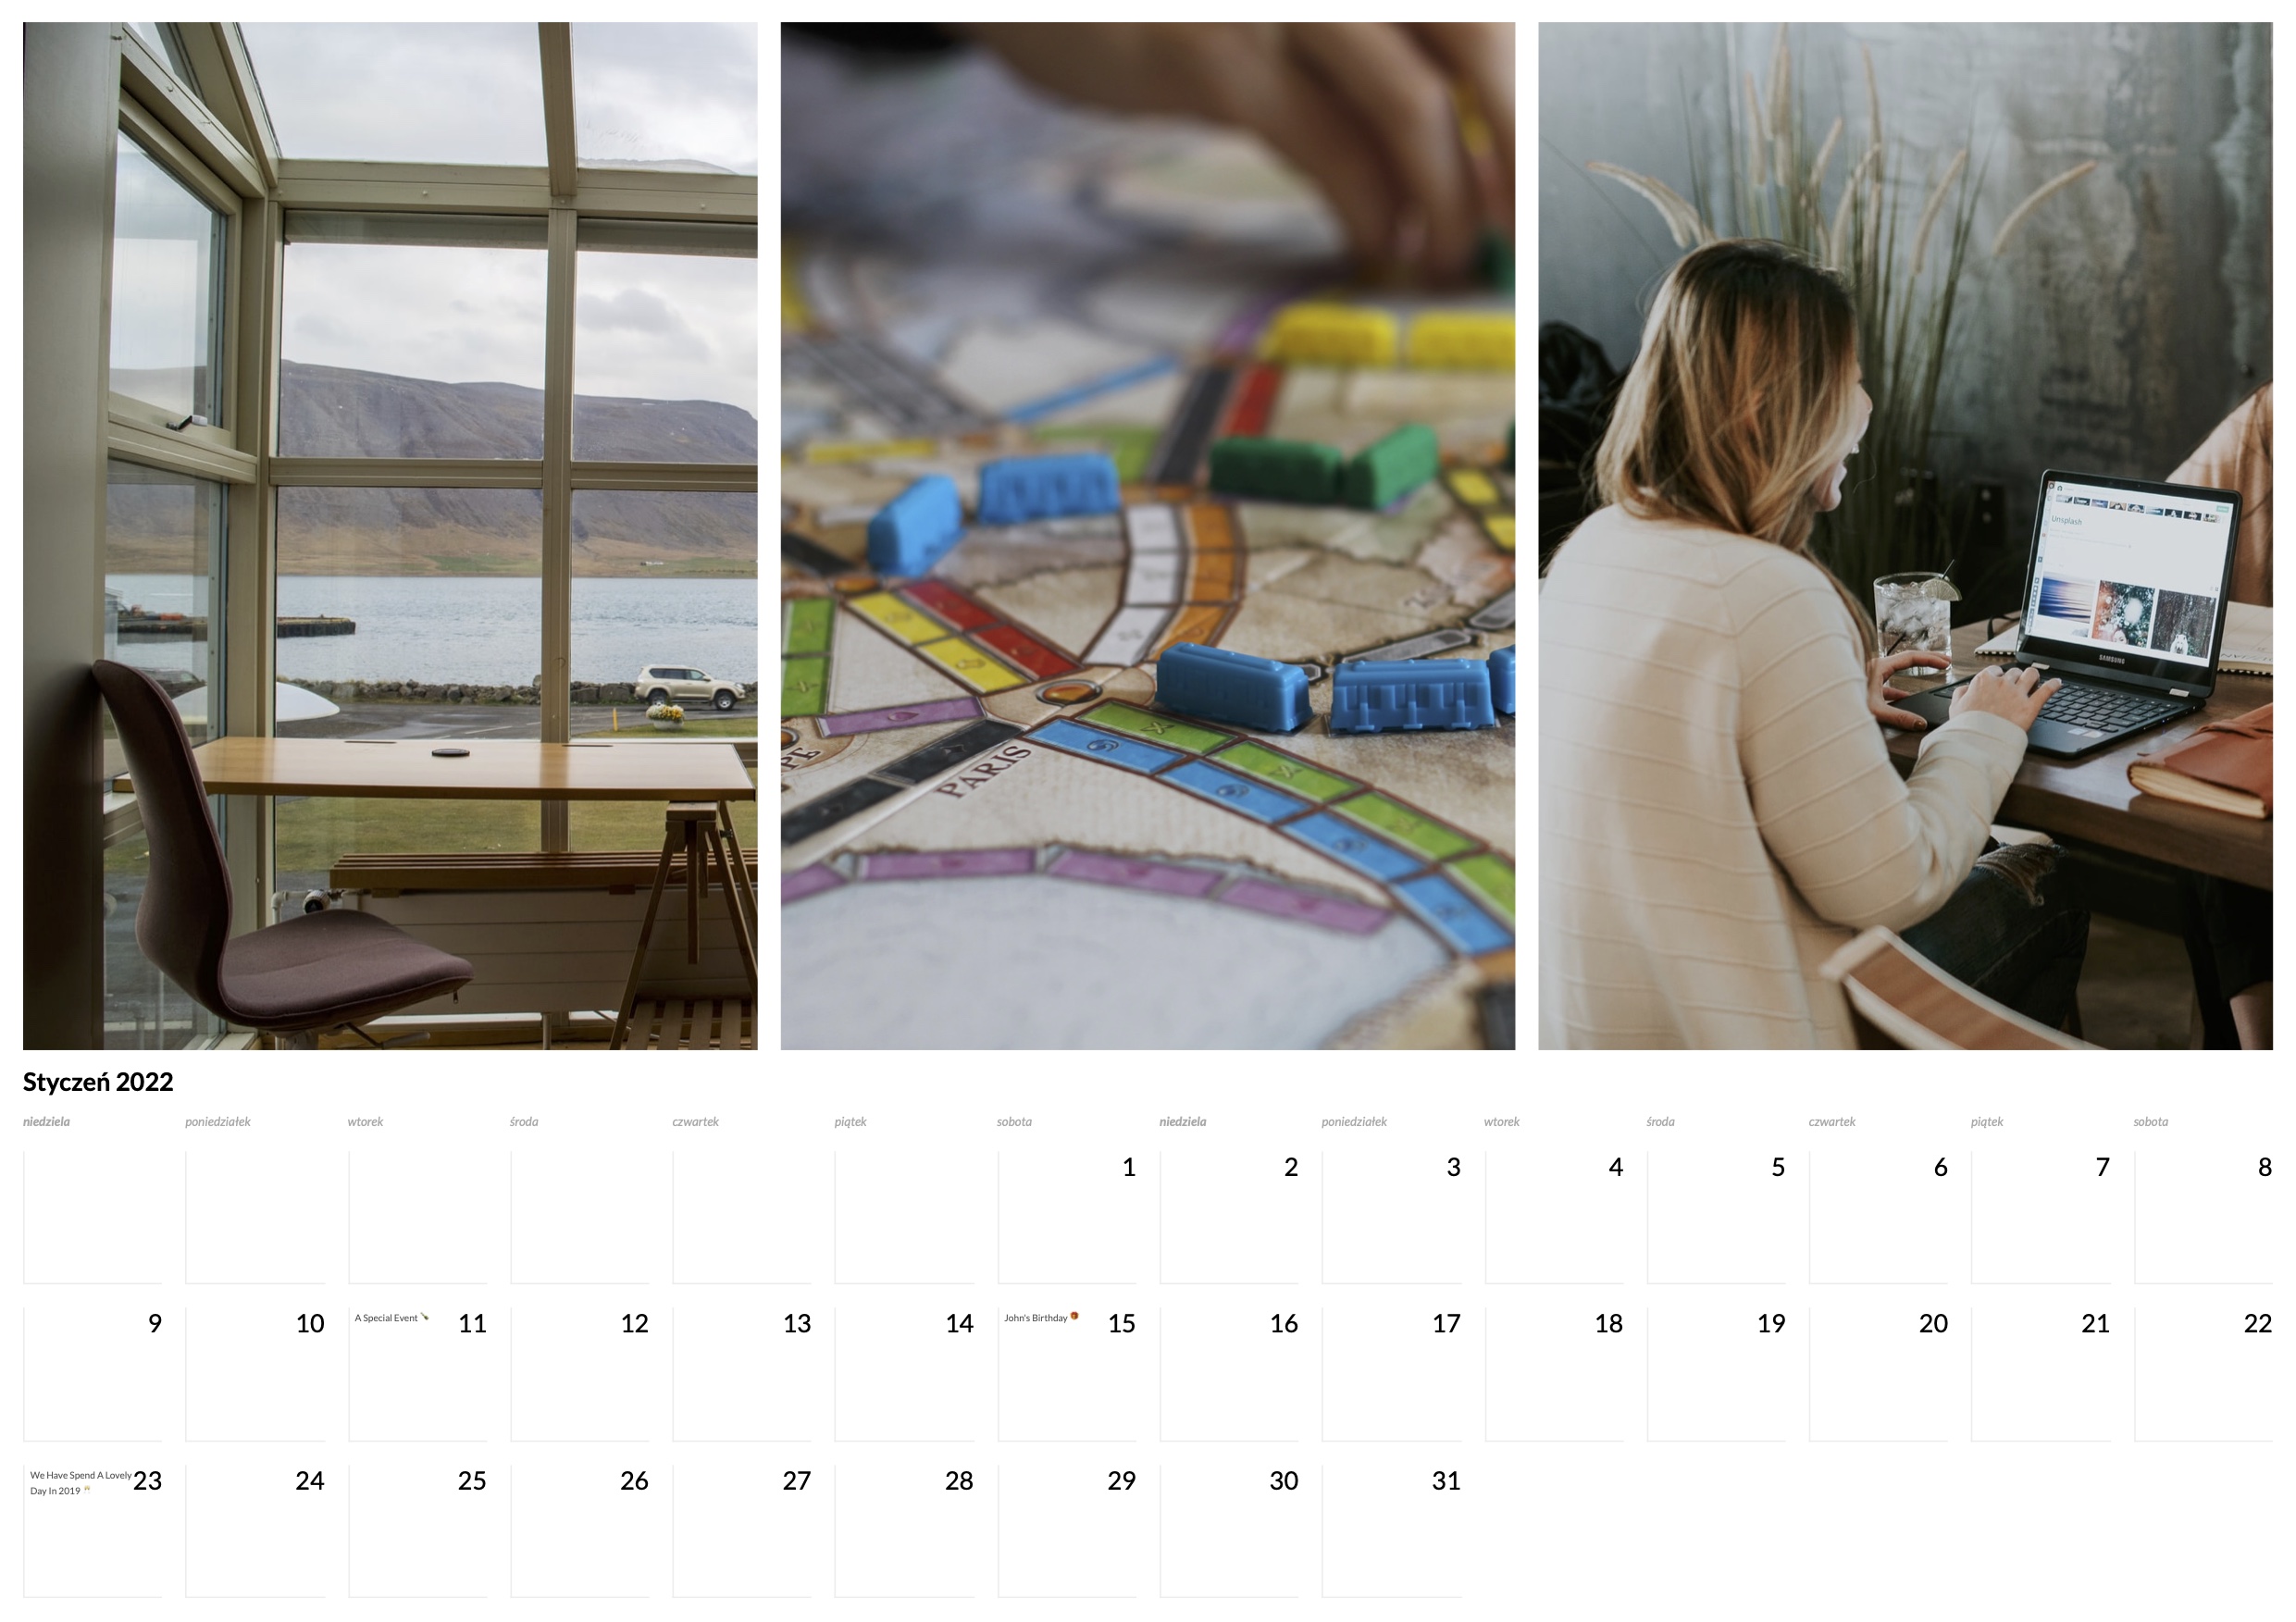 PARIS
Unsplash
SAMSUNG
Styczeń 2022
niedziela poniedziałek wtorek środa czwartek piątek sobota niedziela poniedziałek wtorek środa czwartek piątek sobota
1 2 3 4 5 6 7 8
9 10 A Special Event 11 12 13 14 John's Birthday 15 16 17 18 19 20 21 22
We Have Spend A Lovely 23 24 25 26 27 28 29 30 31
Day In 2019